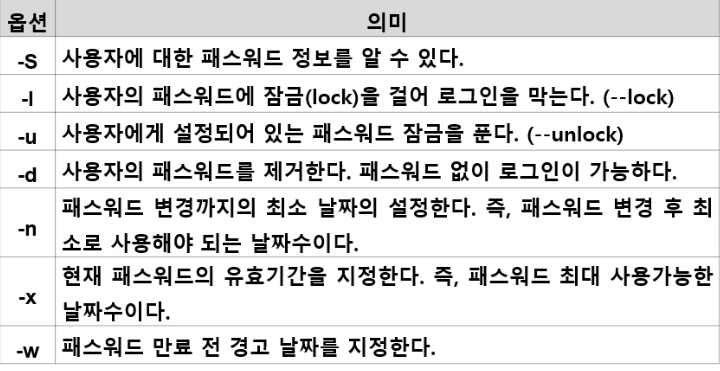 옵션 의미
-S 사용자에 대한 패스워드 정보를 알 수 있다.
-l 사용자의 패스워드에 잠금(lock)을 걸어 로그인을 막는다. (--lock)
-u 사용자에게 설정되어 있는 패스워드 잠금을 푼다. (--unlock)
-d 사용자의 패스워드를 제거한다. 패스워드 없이 로그인이 가능하다.
-n 패스워드 변경까지의 최소 날짜의 설정한다. 즉, 패스워드 변경 후 최
소로 사용해야 되는 날짜수이다.
-x 현재 패스워드의 유효기간을 지정한다. 즉, 패스워드 최대 사용가능한
날짜수이다.
-w 패스워드 만료 전 경고 날짜를 지정한다.